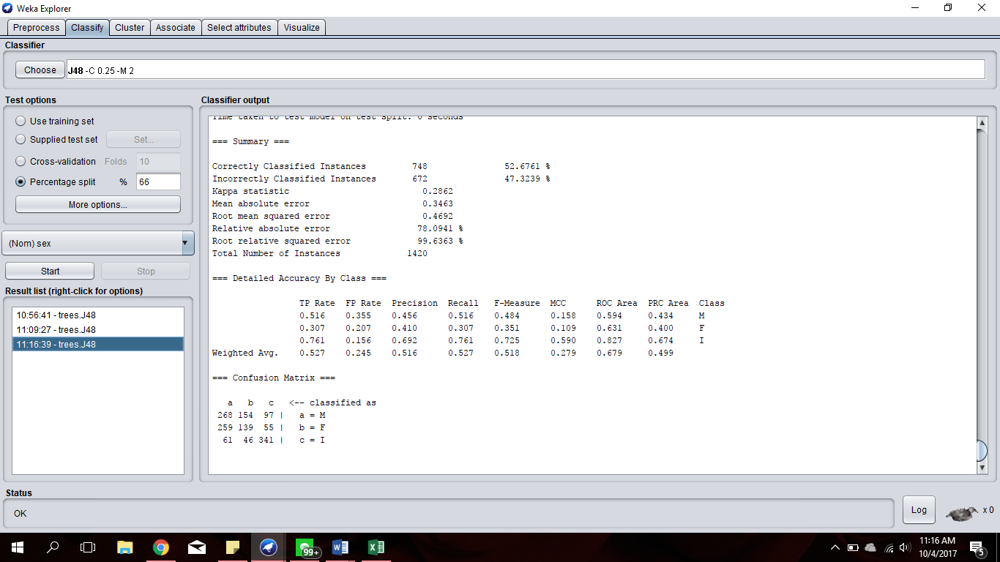 Weka Explorer
Preprocess Classify Cluster Associate Select attributes Visualize
Classifier
Choose J48 -C 0.25 -M 2
Test options
Use training set
Supplied test set Set...
Cross-validation Folds 10
Percentage split % 66
More options...
(Nom) sex
Start Stop
Result list (right-click for options)
10:56:41 - trees.J48
11:09:27 - trees.J48
11:16:39 - trees.J48
Classifier output
Time taken to test model on test split: 0 seconds
=== Summary ===
Correctly Classified Instances 748 52.6761 %
Incorrectly Classified Instances 672 47.3239 %
Kappa statistic 0.2862
Mean absolute error 0.3463
Root mean squared error 0.4692
Relative absolute error 78.0941 %
Root relative squared error 99.6363 %
Total Number of Instances 1420
=== Detailed Accuracy By Class ===
TP Rate FP Rate Precision Recall F-Measure MCC ROC Area PRC Area Class
0.516 0.355 0.456 0.516 0.484 0.158 0.594 0.434 M
0.307 0.207 0.410 0.307 0.351 0.109 0.631 0.400 F
0.761 0.156 0.692 0.761 0.725 0.590 0.827 0.674 I
Weighted Avg. 0.527 0.245 0.516 0.527 0.518 0.279 0.679 0.499
=== Confusion Matrix ===
a b c <-- classified as
268 154 97 | a = M
259 139 55 | b = F
61 46 341 | c = I
Status
OK
Log
x 0
99+
11:16 AM
10/4/2017
5